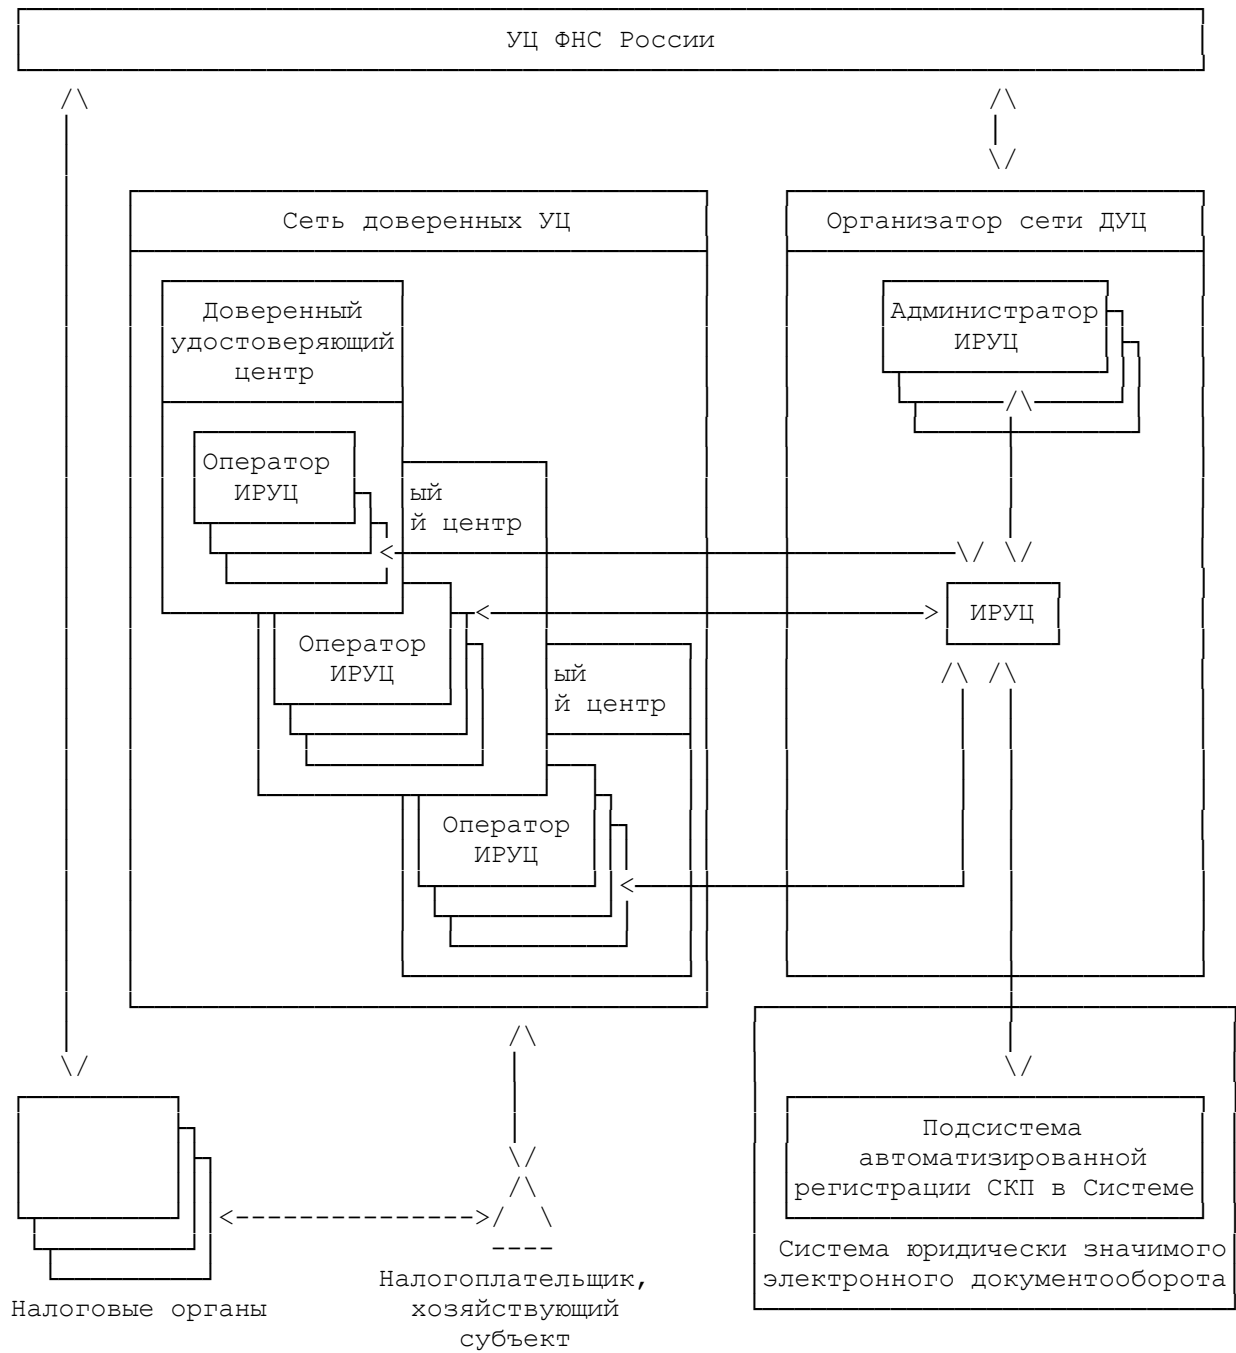 УЦ ФНС России
Сеть доверенных УЦ
Организатор сети ДУЦ
Доверенный
удостоверяющий
центр
Администратор
ИРУЦ
Оператор
ИРУЦ
ый
й центр
ИРУЦ
Оператор
ИРУЦ
ый
й центр
Оператор
ИРУЦ
Подсистема
автоматизированной
регистрации СКП в Системе
Система юридически значимого
электронного документооборота
Налоговые органы
Налогоплательщик,
хозяйствующий
субъект